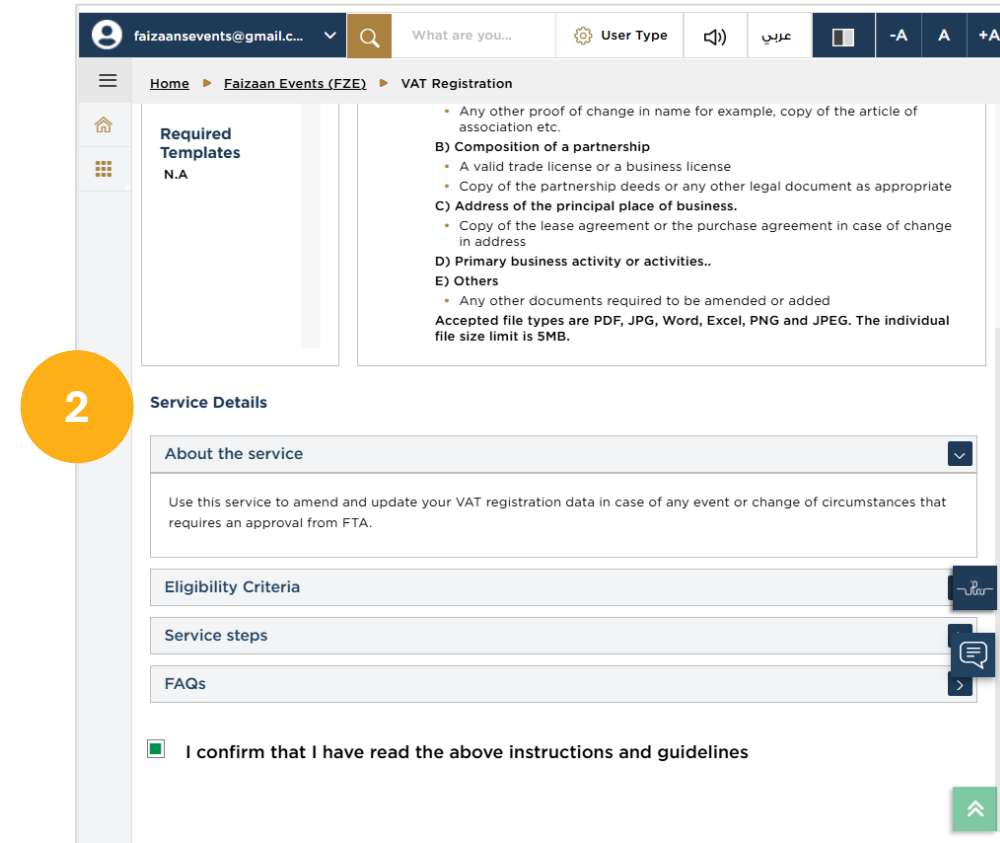 faizaansevents@gmail.c...
What are you...
User Type
عربي
-A
A
+A
Home
Faizaan Events (FZE)
VAT Registration
Required
Templates
N.A
• Any other proof of change in name for example, copy of the article of
association etc.
B) Composition of a partnership
• A valid trade license or a business license
• Copy of the partnership deeds or any other legal document as appropriate
C) Address of the principal place of business.
• Copy of the lease agreement or the purchase agreement in case of change
in address
D) Primary business activity or activities..
E) Others
• Any other documents required to be amended or added
Accepted file types are PDF, JPG, Word, Excel, PNG and JPEG. The individual
file size limit is 5MB.
2
Service Details
About the service
Use this service to amend and update your VAT registration data in case of any event or change of circumstances that
requires an approval from FTA.
Eligibility Criteria
Service steps
FAQs
I confirm that I have read the above instructions and guidelines